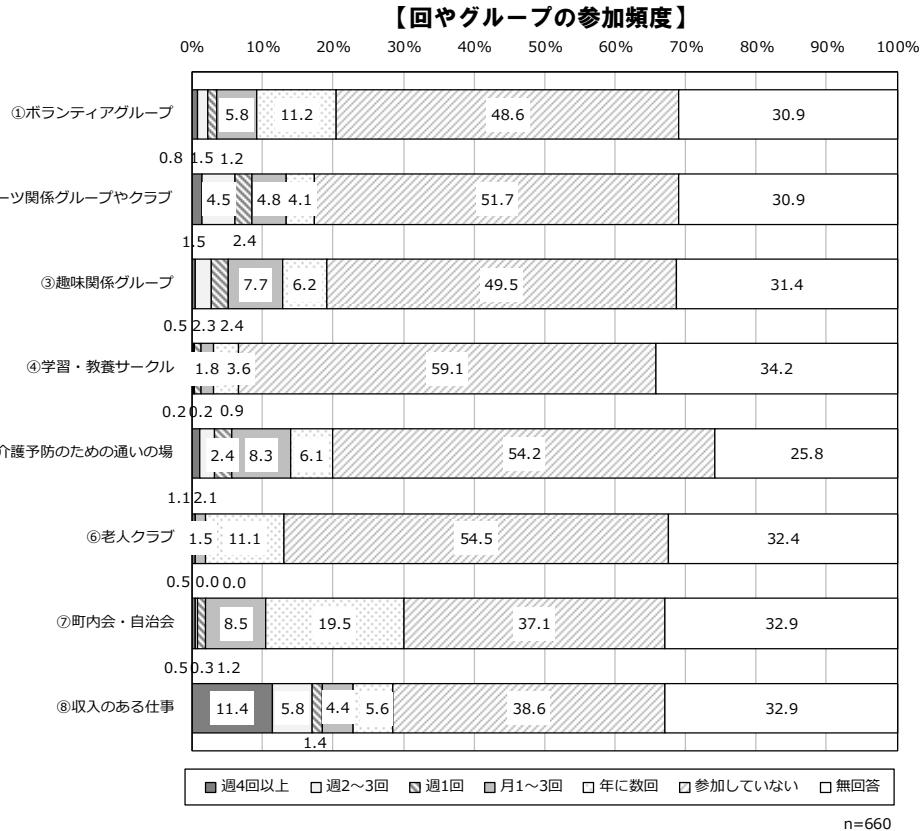 【回やグループの参加頻度】
0% 10% 20% 30% 40% 50% 60% 70% 80% 90% 100%
①ボランティアグループ 5.8 11.2 48.6 30.9
0.8 1.5 1.2
ーツ関係グループやクラブ 4.5 4.8 4.1 51.7 30.9
1.5 2.4
③趣味関係グループ 7.7 6.2 49.5 31.4
0.5 2.3 2.4
④学習・教養サークル 1.8 3.6 59.1 34.2
0.2 0.2 0.9
介護予防のための通いの場 2.4 8.3 6.1 54.2 25.8
1.1 2.1
⑥老人クラブ 1.5 11.1 54.5 32.4
0.5 0.0 0.0
⑦町内会・自治会 8.5 19.5 37.1 32.9
0.5 0.3 1.2
⑧収入のある仕事 11.4 5.8 4.4 5.6 38.6 32.9
1.4
週4回以上 週2～3回 週1回 月1～3回 年に数回 参加していない 無回答
n=660